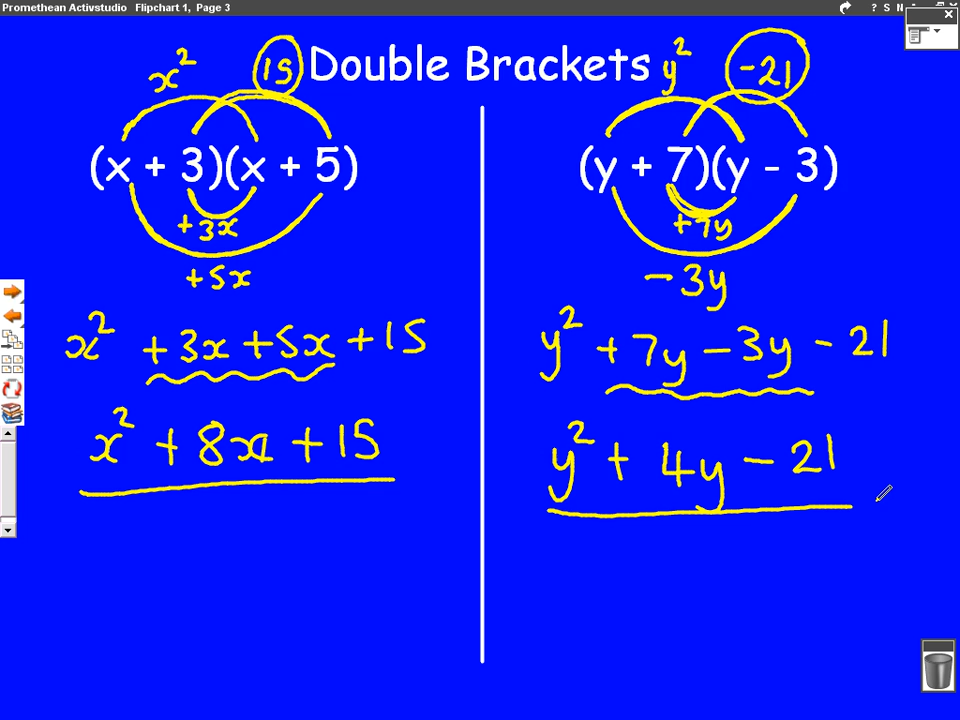 Promethean Activstudio Flipchart 1, Page 3
? S N
Double Brackets
x² 15
(x + 3)(x + 5)
+3x
+5x
x² +3x +5x +15
x² + 8x + 15
y² -21
(y + 7)(y - 3)
+7y
-3y
y² +7y -3y -21
y² + 4y - 21